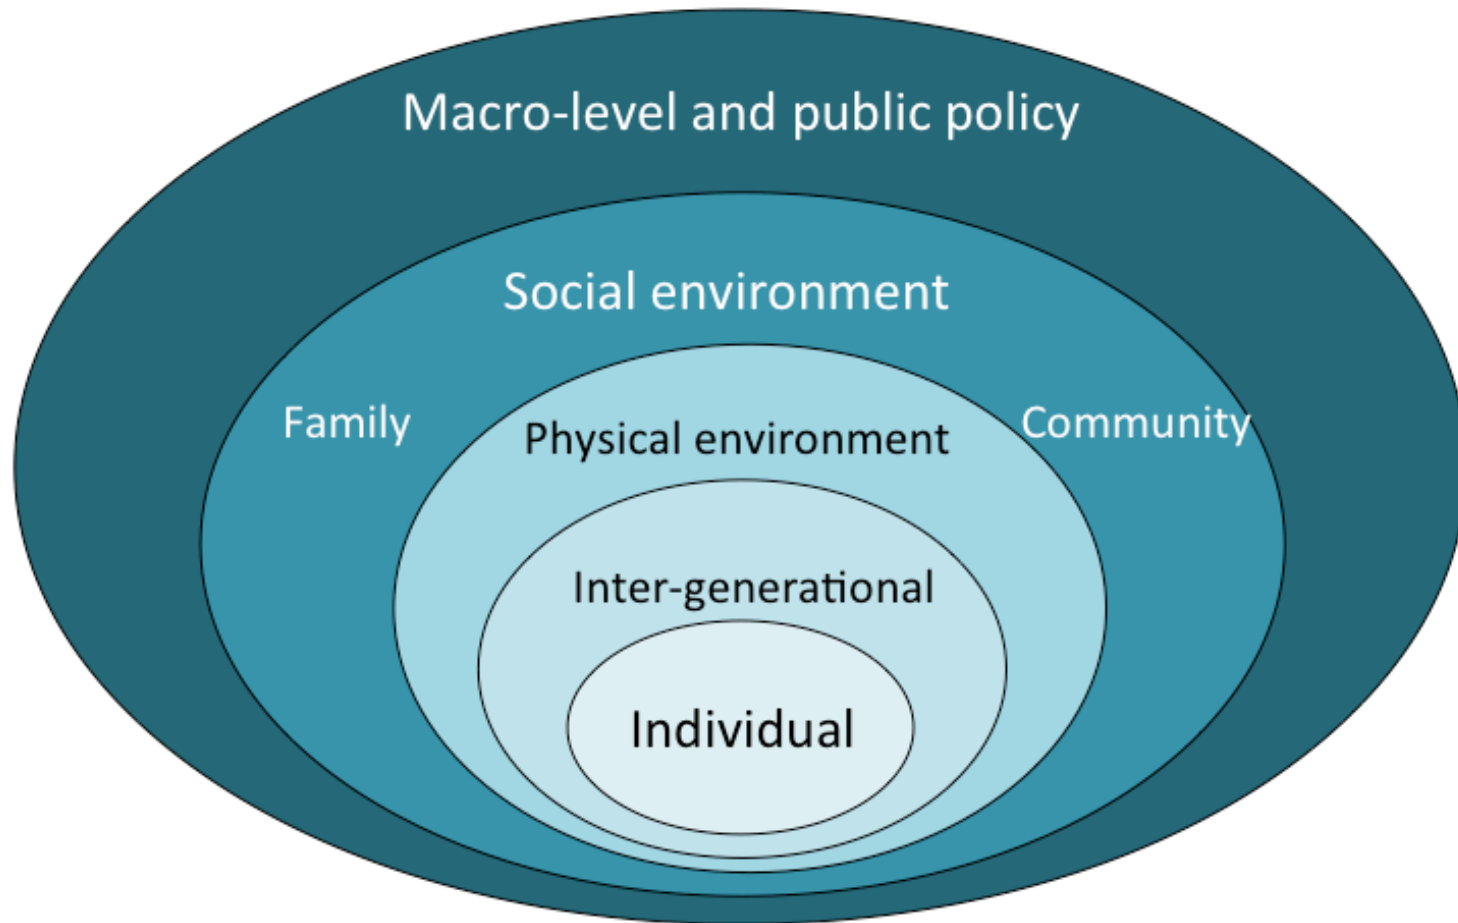 Macro-level and public policy
Social environment
Family
Community
Physical environment
Inter-generational
Individual